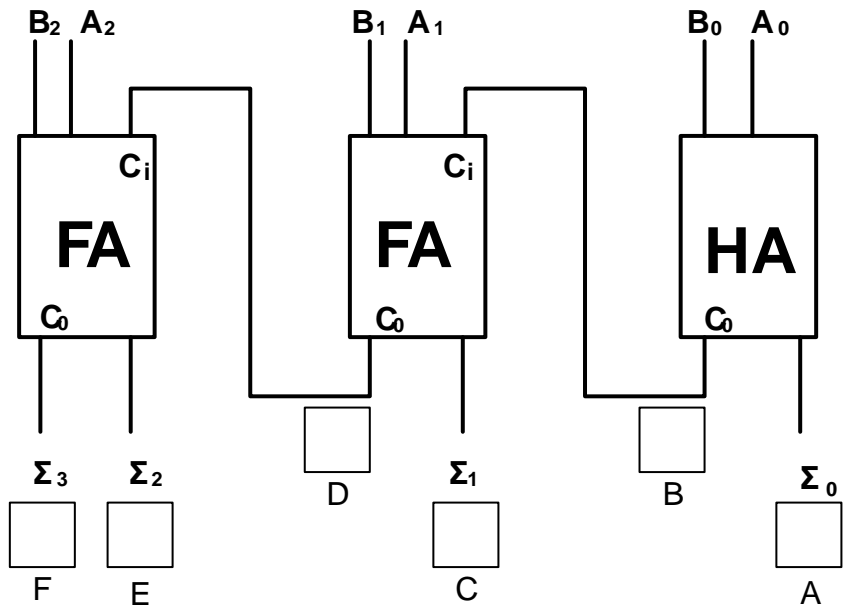 B₂ A₂ B₁ A₁ B₀ A₀
Cᵢ Cᵢ
FA FA HA
C₀ C₀ C₀
Σ₃ Σ₂ Σ₁ Σ₀
D B
F E C A